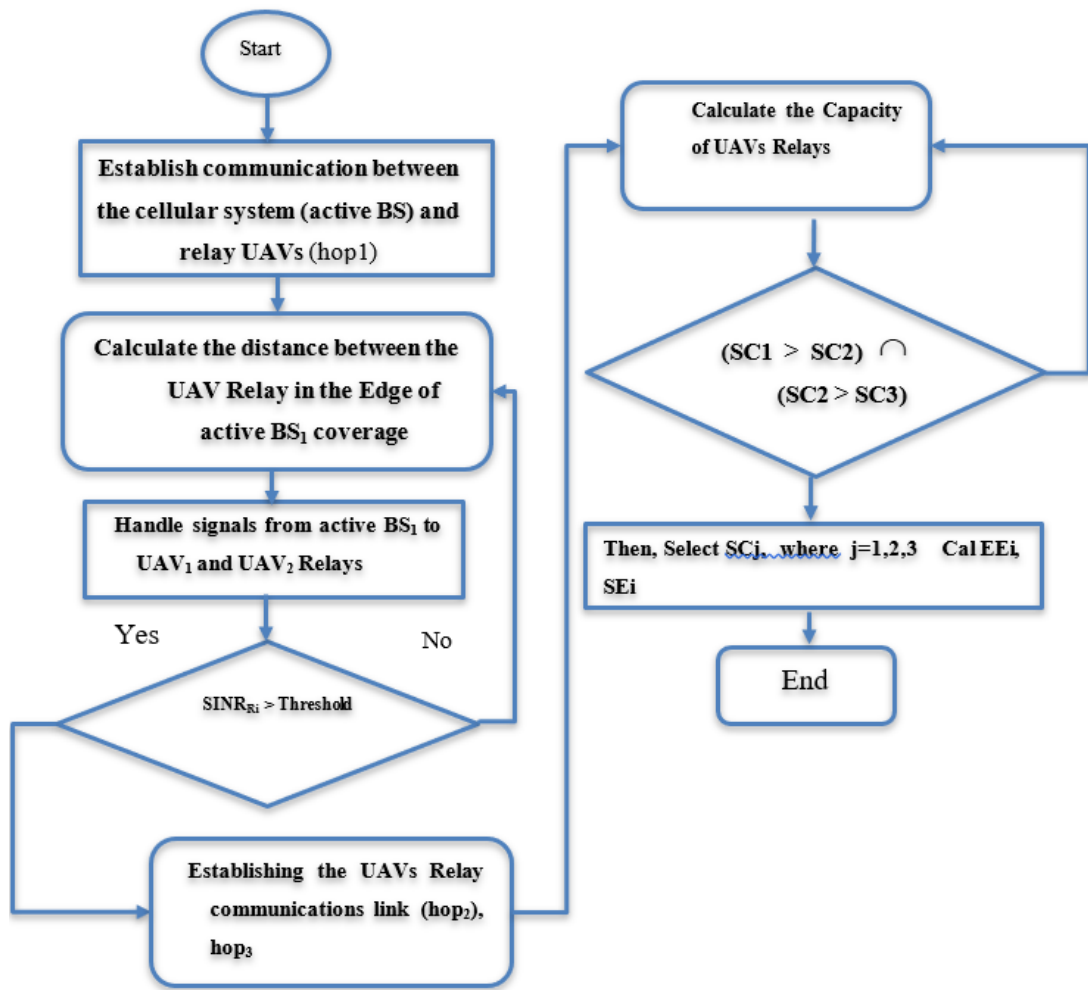 Start
Establish communication between
the cellular system (active BS) and
relay UAVs (hop1)
Calculate the distance between the
UAV Relay in the Edge of
active BS₁ coverage
Handle signals from active BS₁ to
UAV₁ and UAV₂ Relays
Yes
No
SINR_Ri > Threshold
Establishing the UAVs Relay
communications link (hop₂),
hop₃
Calculate the Capacity
of UAVs Relays
(SC1 > SC2) ∩
(SC2 > SC3)
Then, Select SCj, where j=1,2,3 Cal EEi,
SEi
End